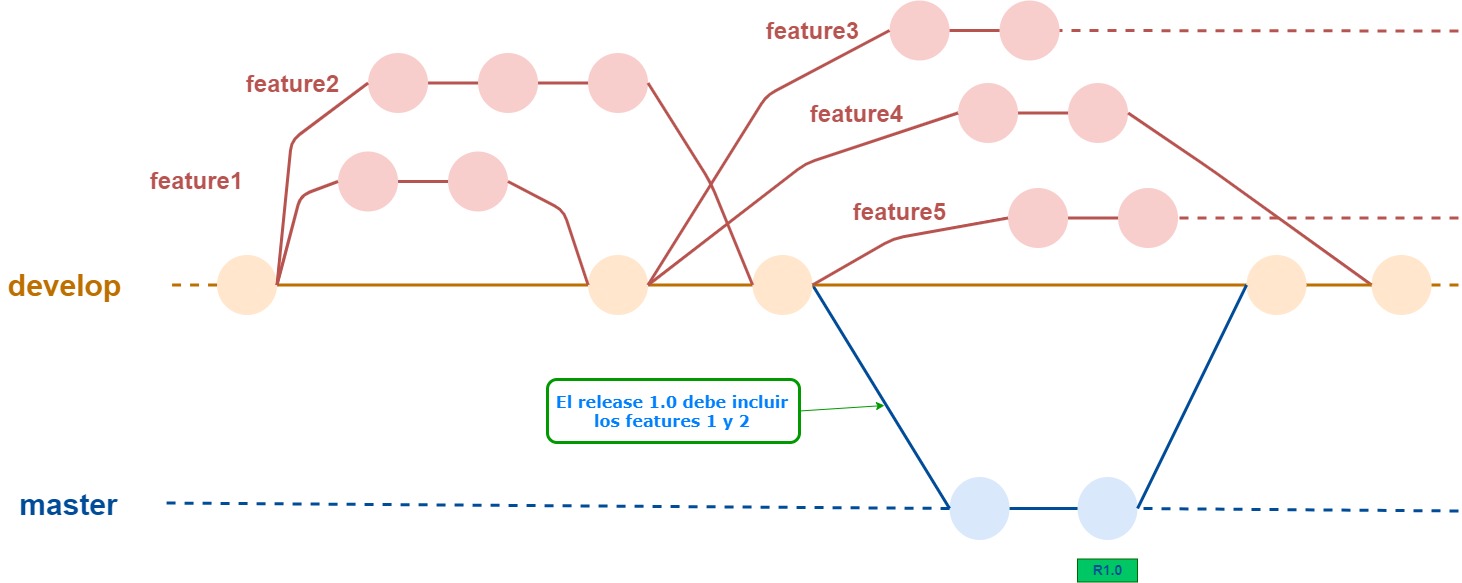 feature3
feature2
feature4
feature1
feature5
develop
El release 1.0 debe incluir
los features 1 y 2
master
R1.0